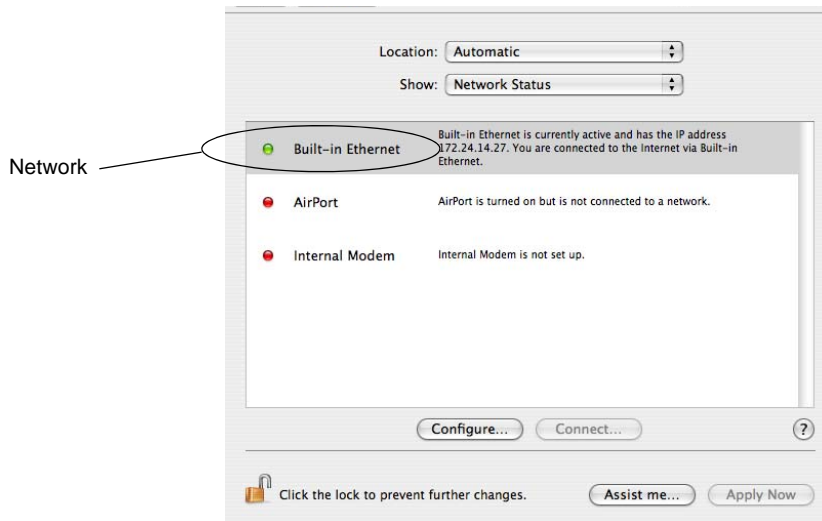 Location: Automatic
Show: Network Status
Network
Built-in Ethernet
Built-in Ethernet is currently active and has the IP address
172.24.14.27. You are connected to the Internet via Built-in
Ethernet.
AirPort
AirPort is turned on but is not connected to a network.
Internal Modem
Internal Modem is not set up.
Configure...
Connect...
?
Click the lock to prevent further changes.
Assist me...
Apply Now